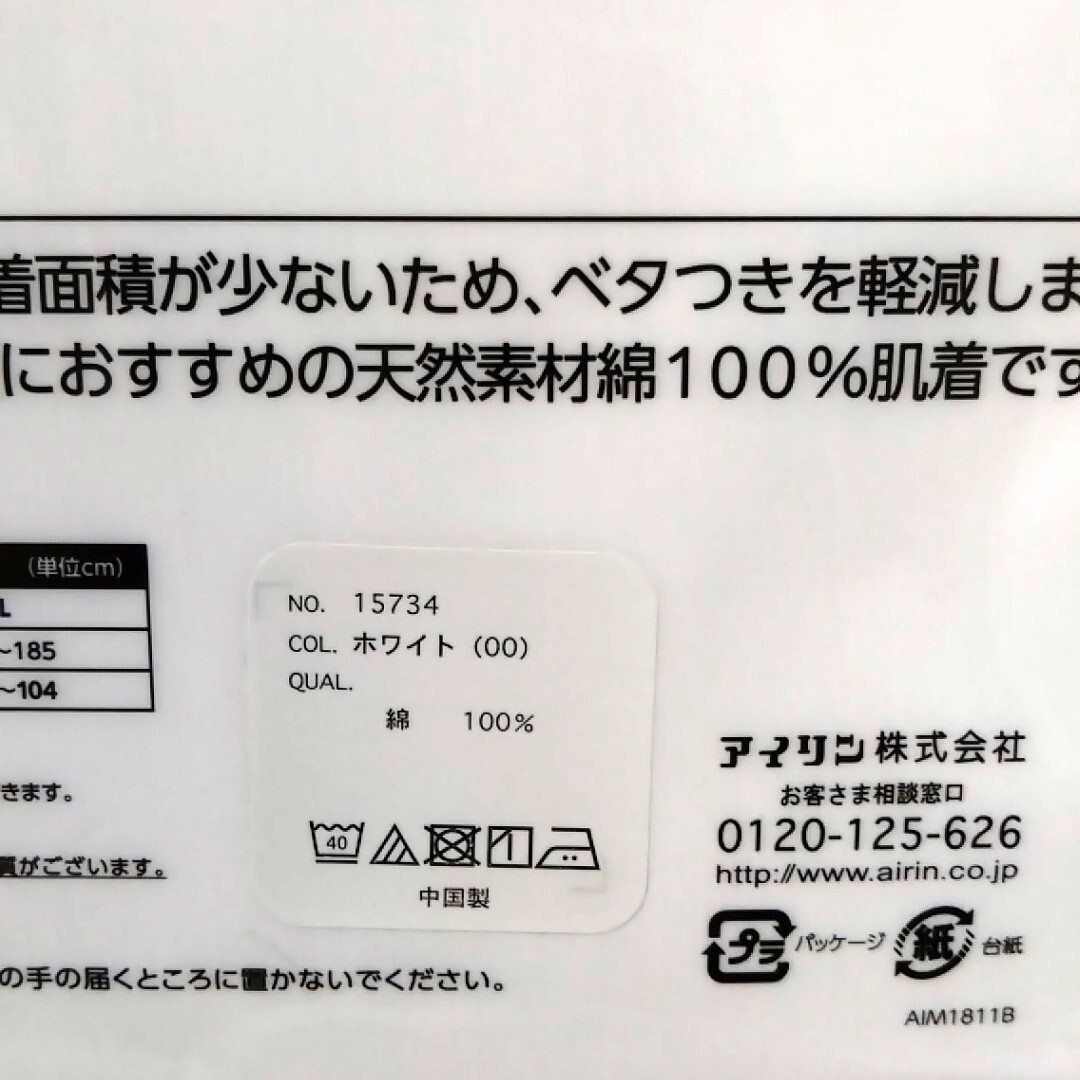 着面積が少ないため、ベタつきを軽減しま
におすすめの天然素材綿100%肌着です
(単位cm)
L
~185
~104
NO. 15734
COL. ホワイト (00)
QUAL.
綿 100%
40
中国製
きます。
質がございます。
の手の届くところに置かないでください。
アイリン株式会社
お客さま相談窓口
0120-125-626
http://www.airin.co.jp
プラ パッケージ 紙 台紙
AIM1811B